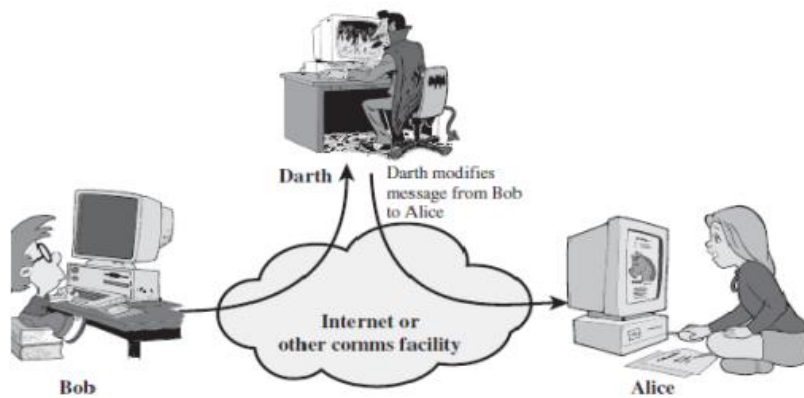 Darth
Darth modifies
message from Bob
to Alice
Internet or
other comms facility
Bob
Alice